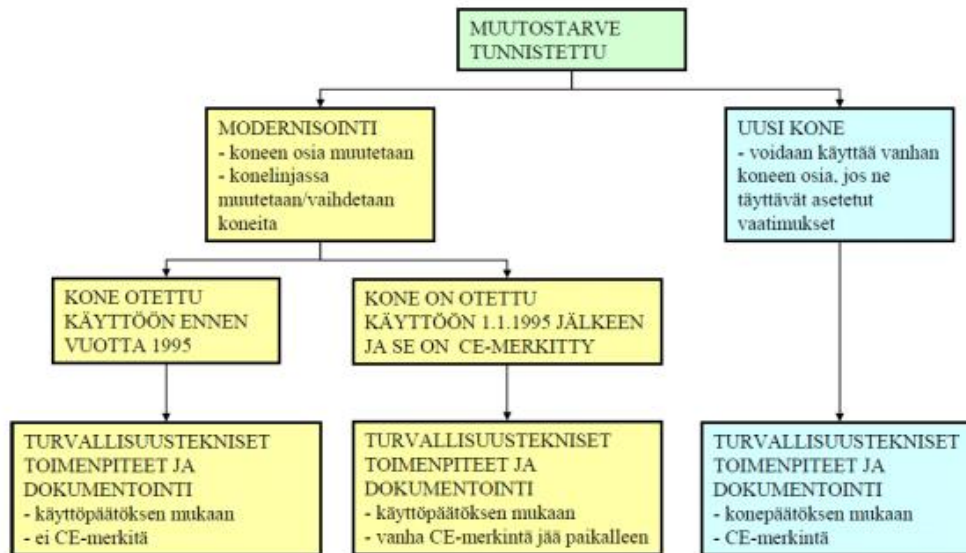 MUUTOSTARVE
TUNNISTETTU
MODERNISOINTI
- koneen osia muutetaan
- konelinjassa
muutetaan/vaihdetaan
koneita
UUSI KONE
- voidaan käyttää vanhan
koneen osia, jos ne
täyttävät asetetut
vaatimukset
KONE OTETTU
KÄYTTÖÖN ENNEN
VUOTTA 1995
KONE ON OTETTU
KÄYTTÖÖN 1.1.1995 JÄLKEEN
JA SE ON CE-MERKITTY
TURVALLISUUSTEKNISET
TOIMENPITEET JA
DOKUMENTOINTI
- käyttöpäätöksen mukaan
- ei CE-merkitä
TURVALLISUUSTEKNISET
TOIMENPITEET JA
DOKUMENTOINTI
- käyttöpäätöksen mukaan
- vanha CE-merkintä jää paikalleen
TURVALLISUUSTEKNISET
TOIMENPITEET JA
DOKUMENTOINTI
- konepäätöksen mukaan
- CE-merkintä